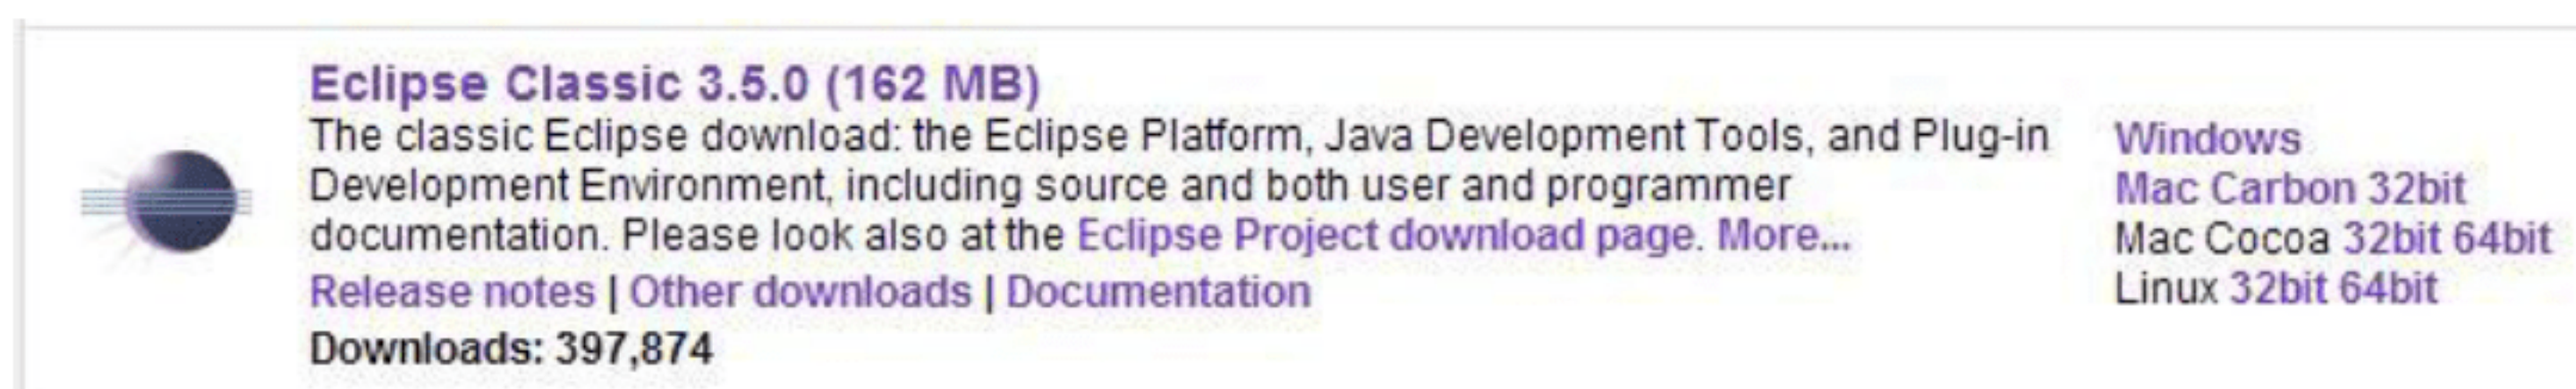 Eclipse Classic 3.5.0 (162 MB)
The classic Eclipse download: the Eclipse Platform, Java Development Tools, and Plug-in
Development Environment, including source and both user and programmer
documentation. Please look also at the Eclipse Project download page. More...
Release notes | Other downloads | Documentation
Downloads: 397,874
Windows
Mac Carbon 32bit
Mac Cocoa 32bit 64bit
Linux 32bit 64bit